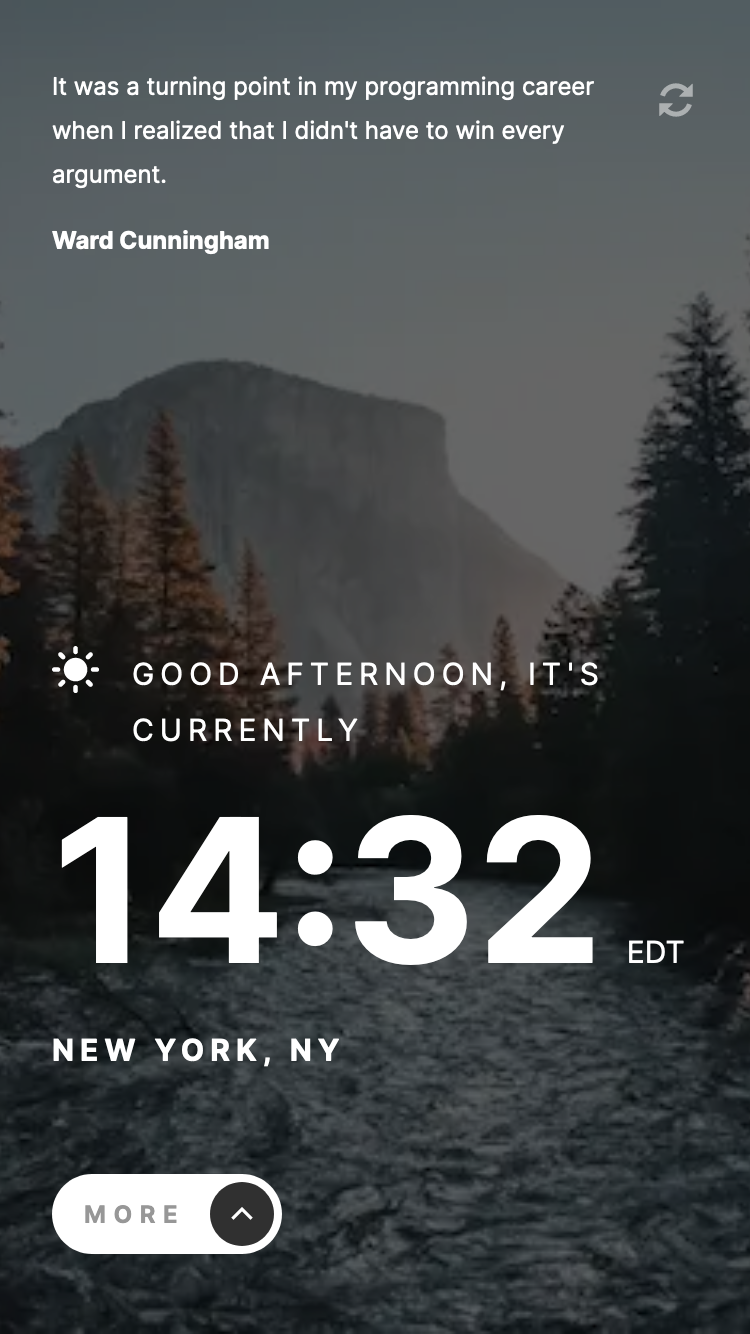 It was a turning point in my programming career
when I realized that I didn't have to win every
argument.
Ward Cunningham
GOOD AFTERNOON, IT'S
CURRENTLY
14:32 EDT
NEW YORK, NY
MORE